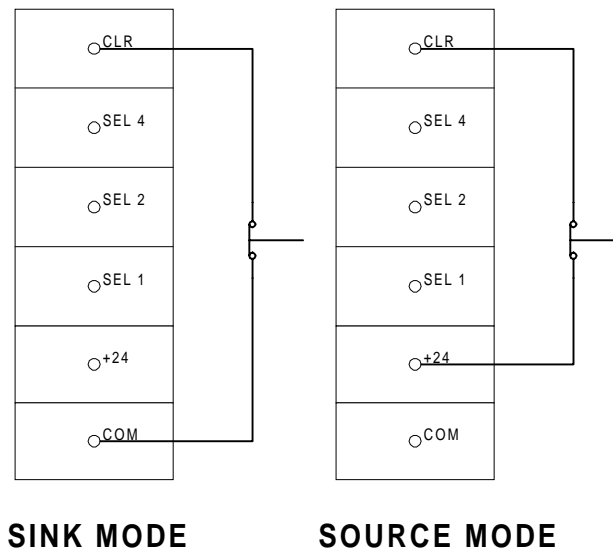 CLR
SEL 4
SEL 2
SEL 1
+24
COM
SINK MODE
CLR
SEL 4
SEL 2
SEL 1
+24
COM
SOURCE MODE